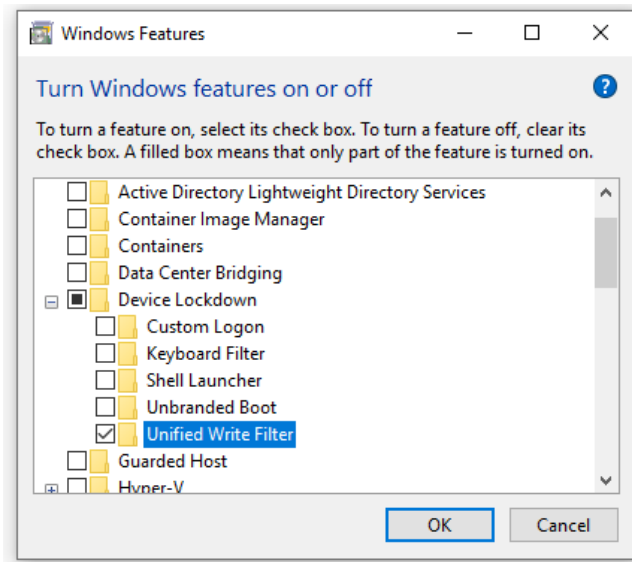 Windows Features
Turn Windows features on or off
?
To turn a feature on, select its check box. To turn a feature off, clear its
check box. A filled box means that only part of the feature is turned on.
Active Directory Lightweight Directory Services
Container Image Manager
Containers
Data Center Bridging
Device Lockdown
Custom Logon
Keyboard Filter
Shell Launcher
Unbranded Boot
Unified Write Filter
Guarded Host
Hyper-V
OK Cancel